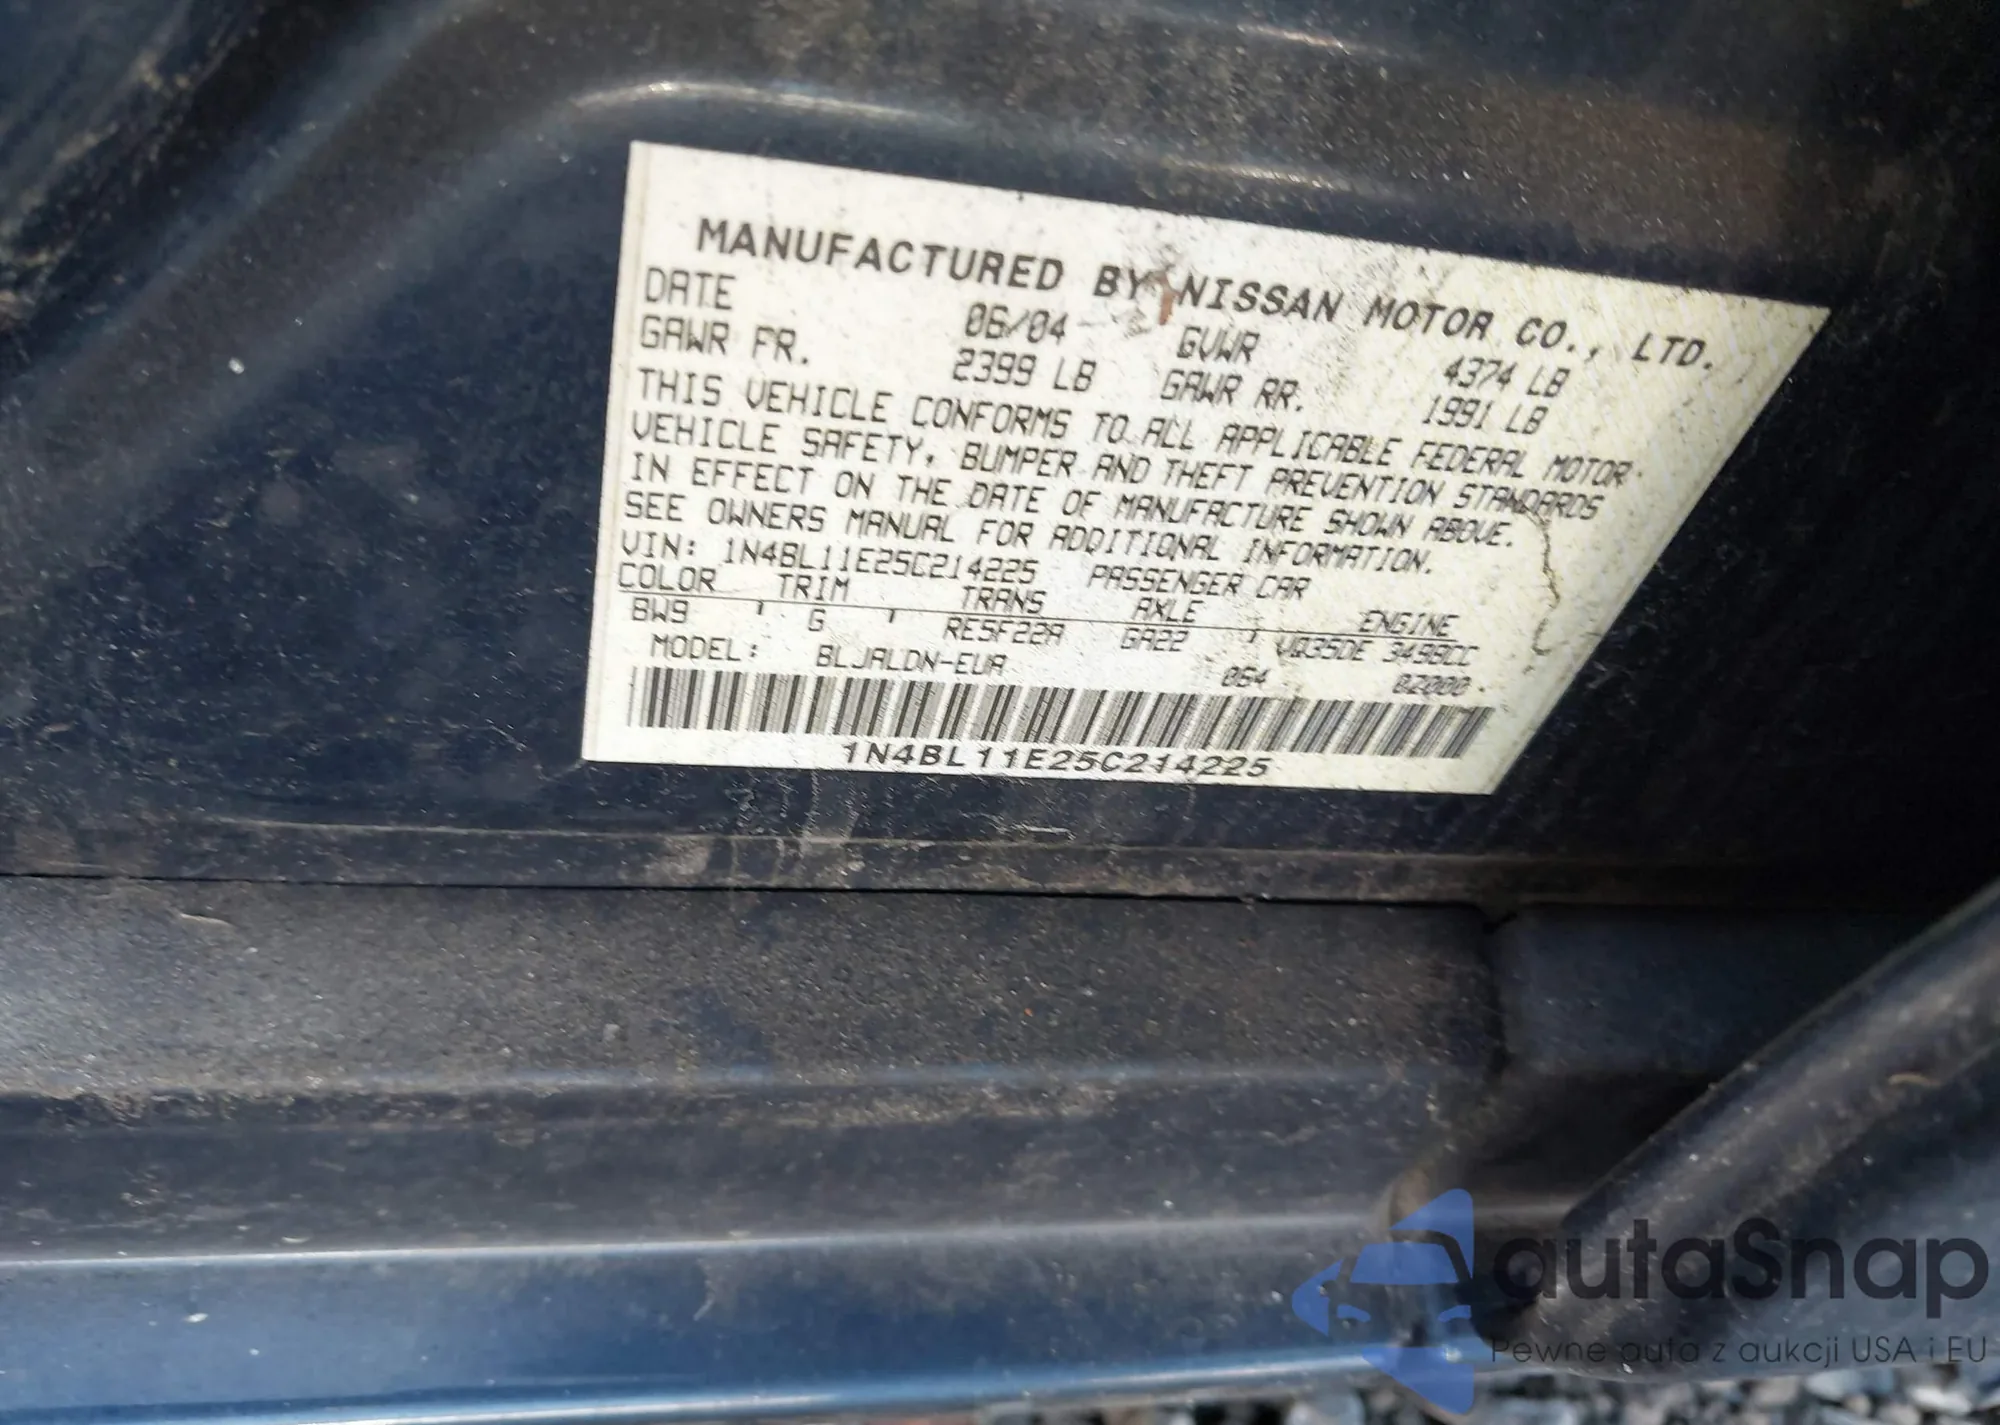 MANUFACTURED BY NISSAN MOTOR CO., LTD.
DATE 06/04 GVWR 4374 LB
GAWR FR. 2399 LB GAWR RR. 1991 LB
THIS VEHICLE CONFORMS TO ALL APPLICABLE FEDERAL MOTOR
VEHICLE SAFETY, BUMPER AND THEFT PREVENTION STANDARDS
IN EFFECT ON THE DATE OF MANUFACTURE SHOWN ABOVE.
SEE OWNERS MANUAL FOR ADDITIONAL INFORMATION.
VIN: 1N4BL11E25C214225 PASSENGER CAR
COLOR TRIM TRANS AXLE ENGINE
BW9 G RE5F22A GA22 VQ35DE 3498CC
MODEL: BLJALDN-EUA 064 0Z000
1N4BL11E25C214225
autaSnap
Pewne auta z aukcji USA i EU